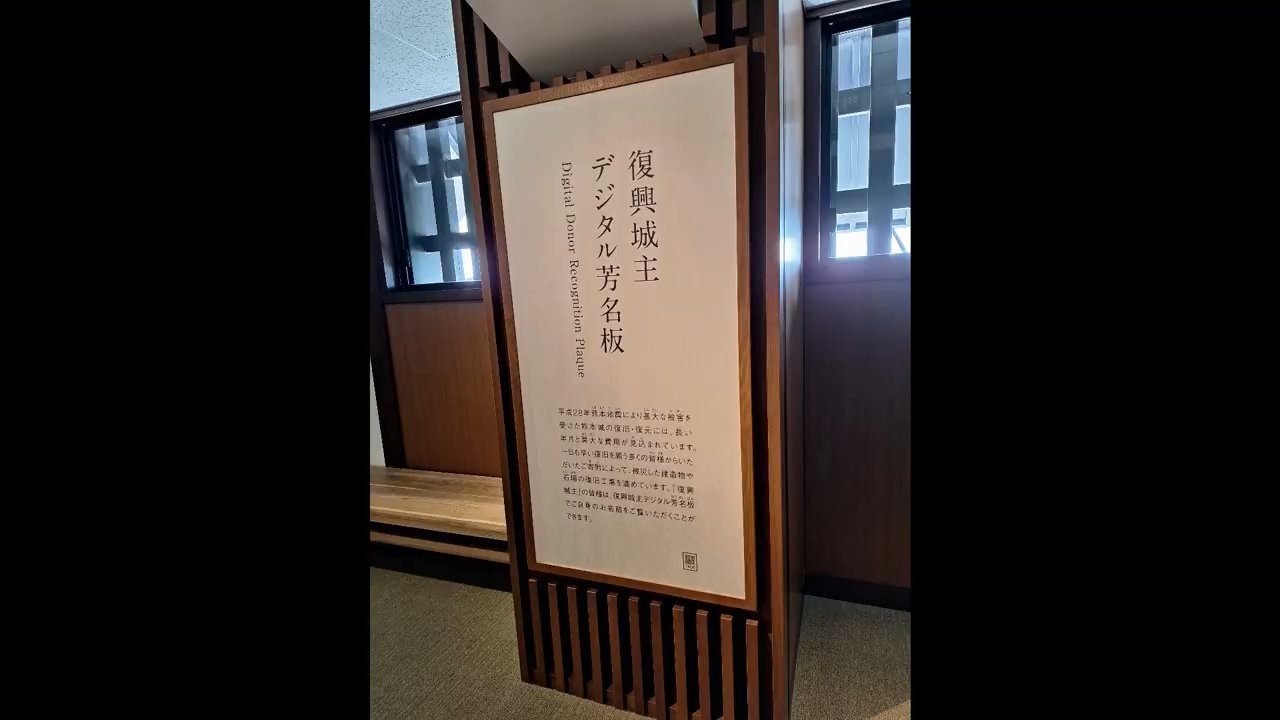 復興城主
デジタル芳名板
Digital Donor Recognition Plaque
平成28年熊本地震により甚大な被害を
受けた熊本城の復旧・復元には、長い
年月と莫大な費用が見込まれています。
一日も早い復旧を願う多くの皆様からいた
だいたご寄附によって、被災した建造物や
石垣の復旧工事を進めています。「復興
城主」の皆様は、復興城主デジタル芳名板
でご自身のお名前をご覧いただくことが
できます。